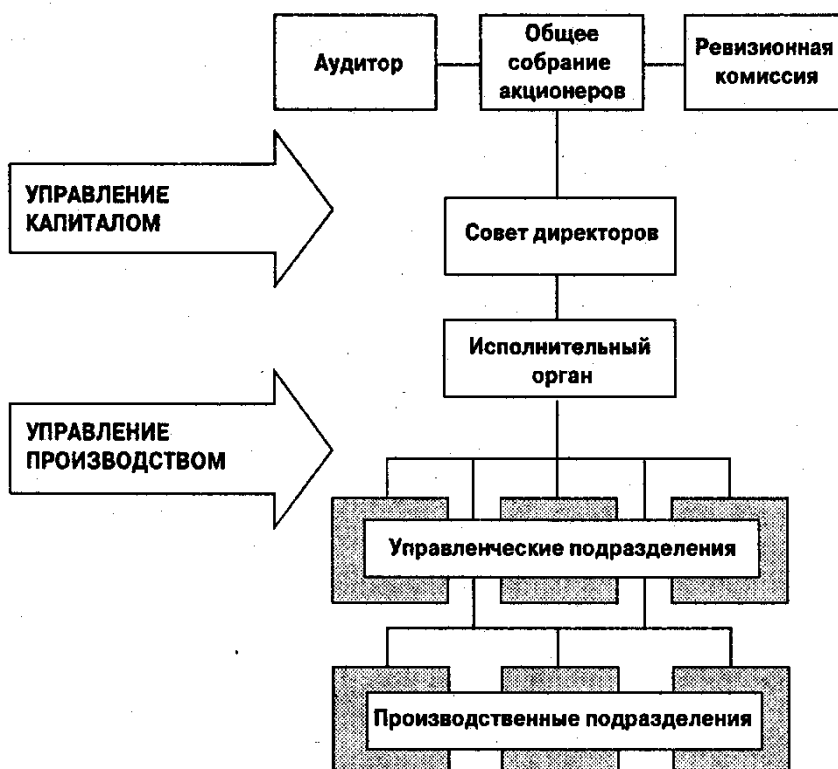 Аудитор
Общее
собрание
акционеров
Ревизионная
комиссия
УПРАВЛЕНИЕ
КАПИТАЛОМ
Совет директоров
Исполнительный
орган
УПРАВЛЕНИЕ
ПРОИЗВОДСТВОМ
Управленческие подразделения
Производственные подразделения